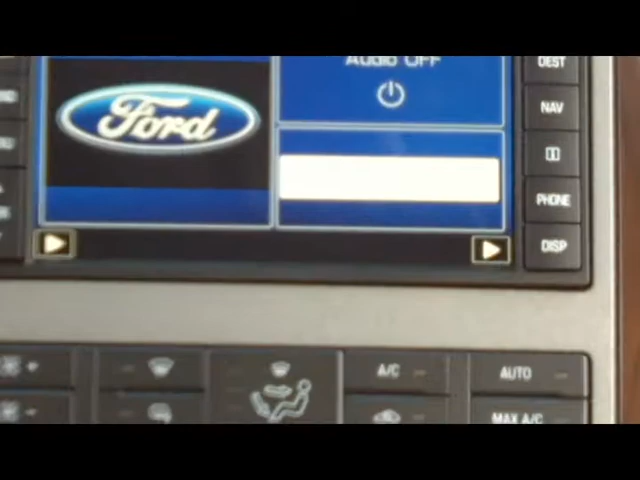 Audio OFF
Ford
DEST
NAV
PHONE
DISP
A/C
AUTO
MAX A/C